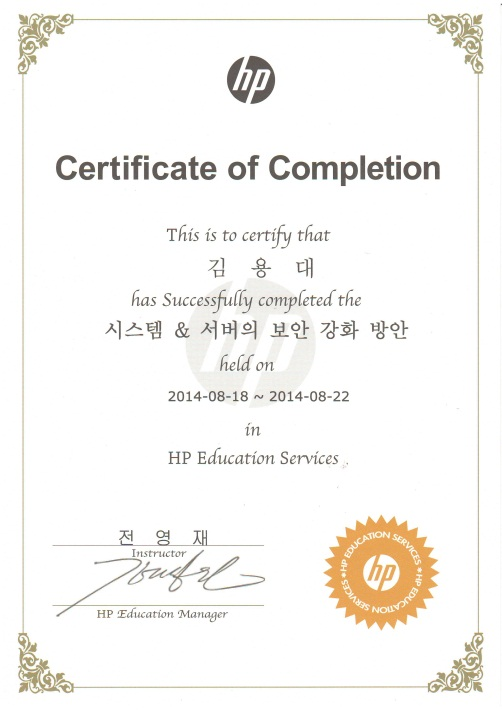 hp
Certificate of Completion
This is to certify that
김 용 대
has Successfully completed the
시스템 & 서버의 보안 강화 방안
held on
2014-08-18 ~ 2014-08-22
in
HP Education Services .
전 영 재
Instructor
HP Education Manager
HP EDUCATION SERVICES * HP EDUCATION SERVICES *
hp